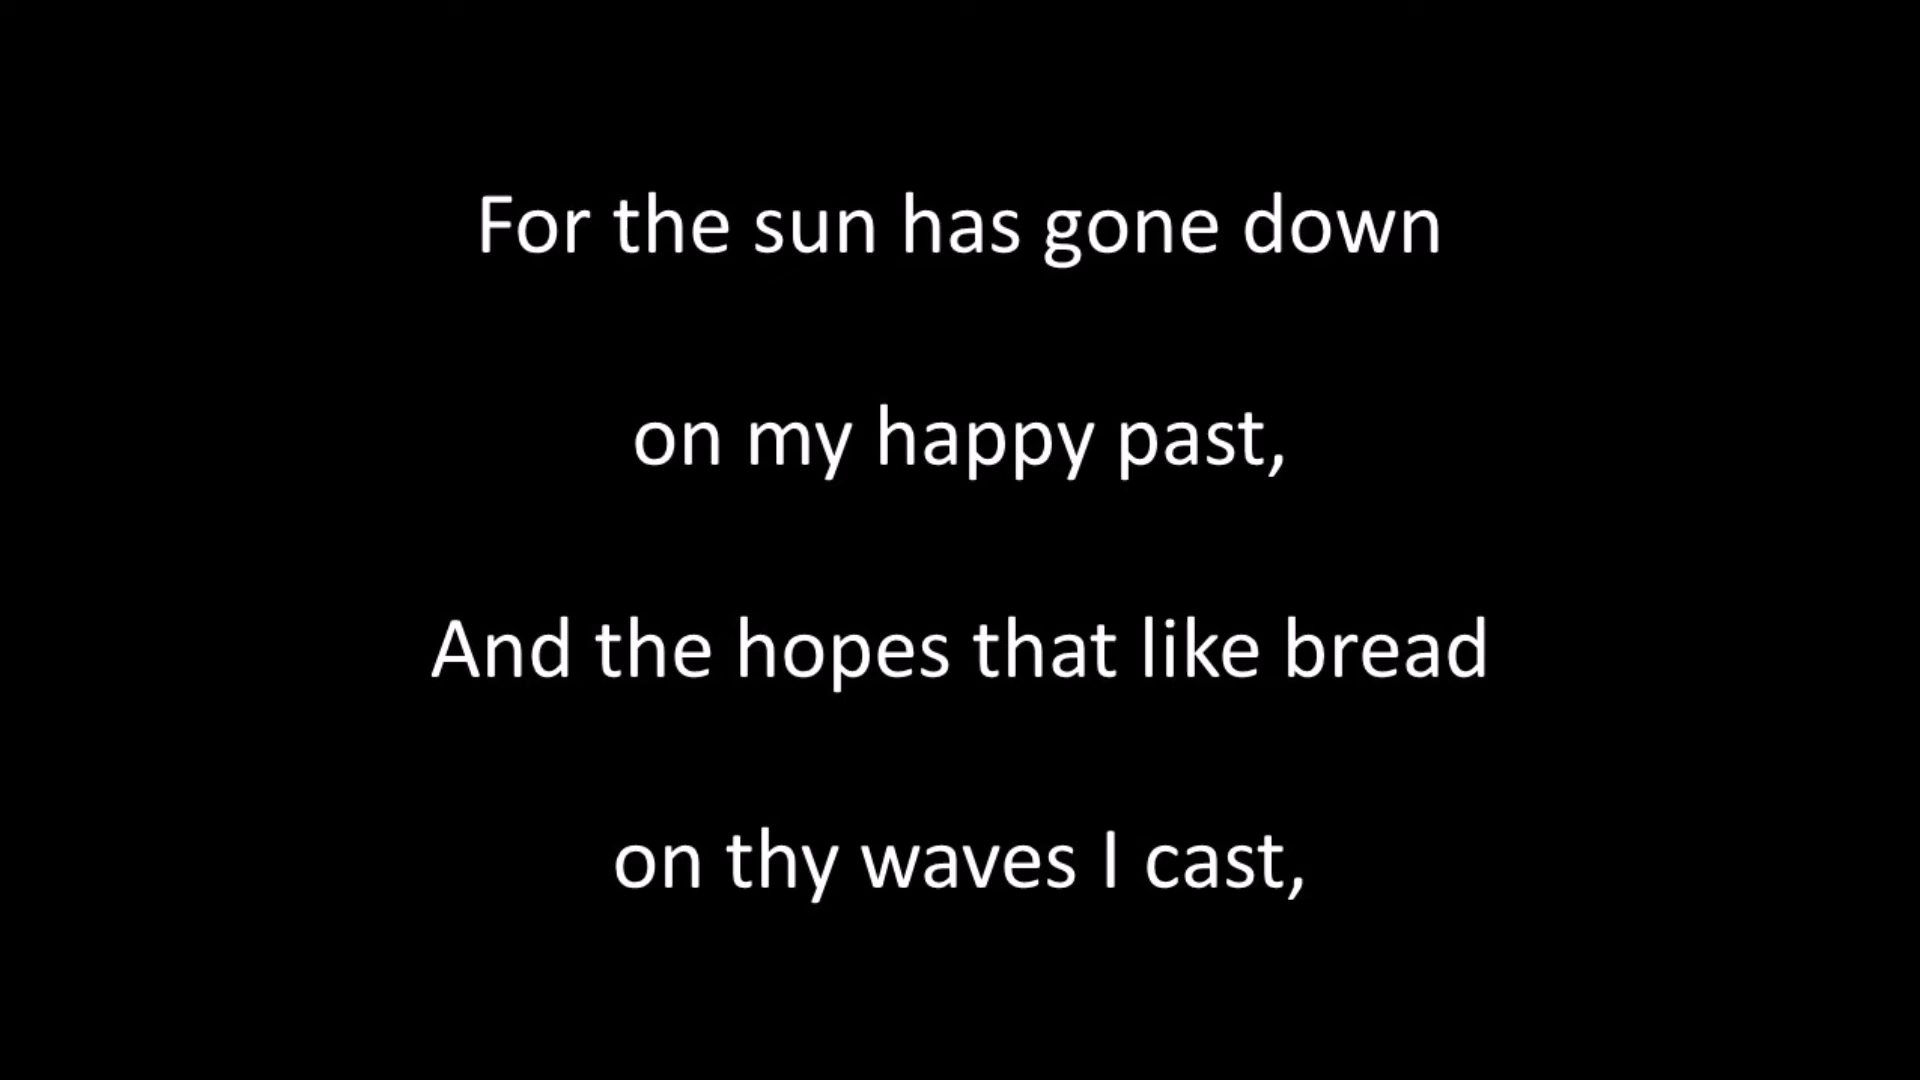 For the sun has gone down
on my happy past,
And the hopes that like bread
on thy waves I cast,